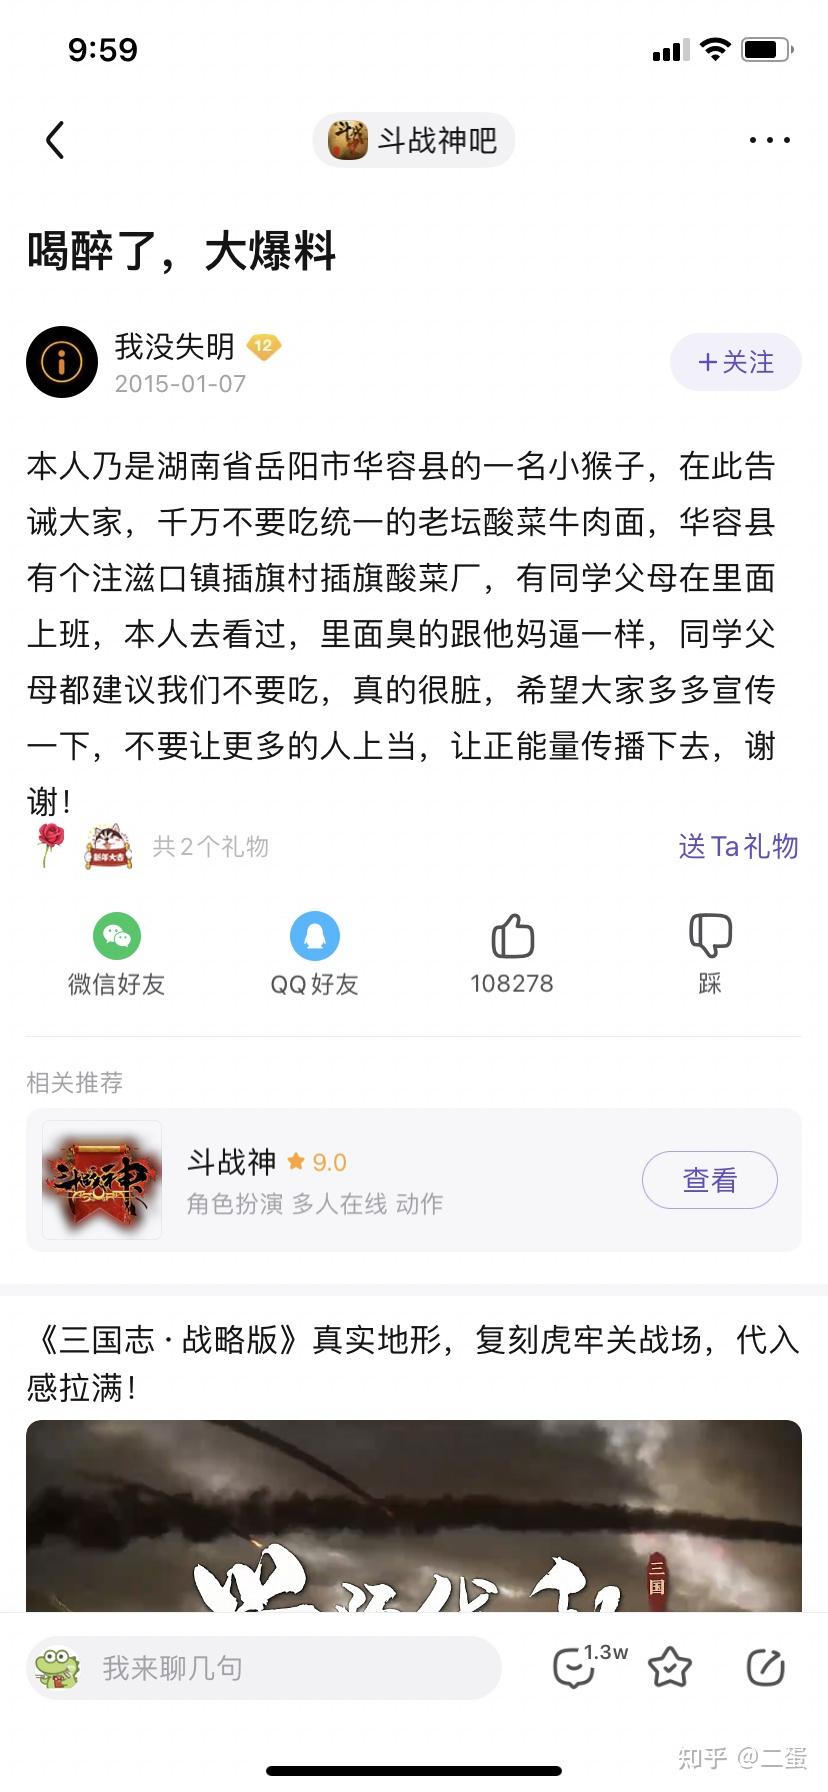 9:59
斗战神吧
喝醉了，大爆料
我没失明 12
2015-01-07
+关注
本人乃是湖南省岳阳市华容县的一名小猴子，在此告
诫大家，千万不要吃统一的老坛酸菜牛肉面，华容县
有个注滋口镇插旗村插旗酸菜厂，有同学父母在里面
上班，本人去看过，里面臭的跟他妈逼一样，同学父
母都建议我们不要吃，真的很脏，希望大家多多宣传
一下，不要让更多的人上当，让正能量传播下去，谢
谢！
新年大吉
共2个礼物
送Ta礼物
微信好友
QQ好友
108278
踩
相关推荐
斗战神
斗战神 9.0
角色扮演 多人在线 动作
查看
《三国志·战略版》真实地形，复刻虎牢关战场，代入
感拉满！
三国
我来聊几句
1.3w
知乎 @二蛋